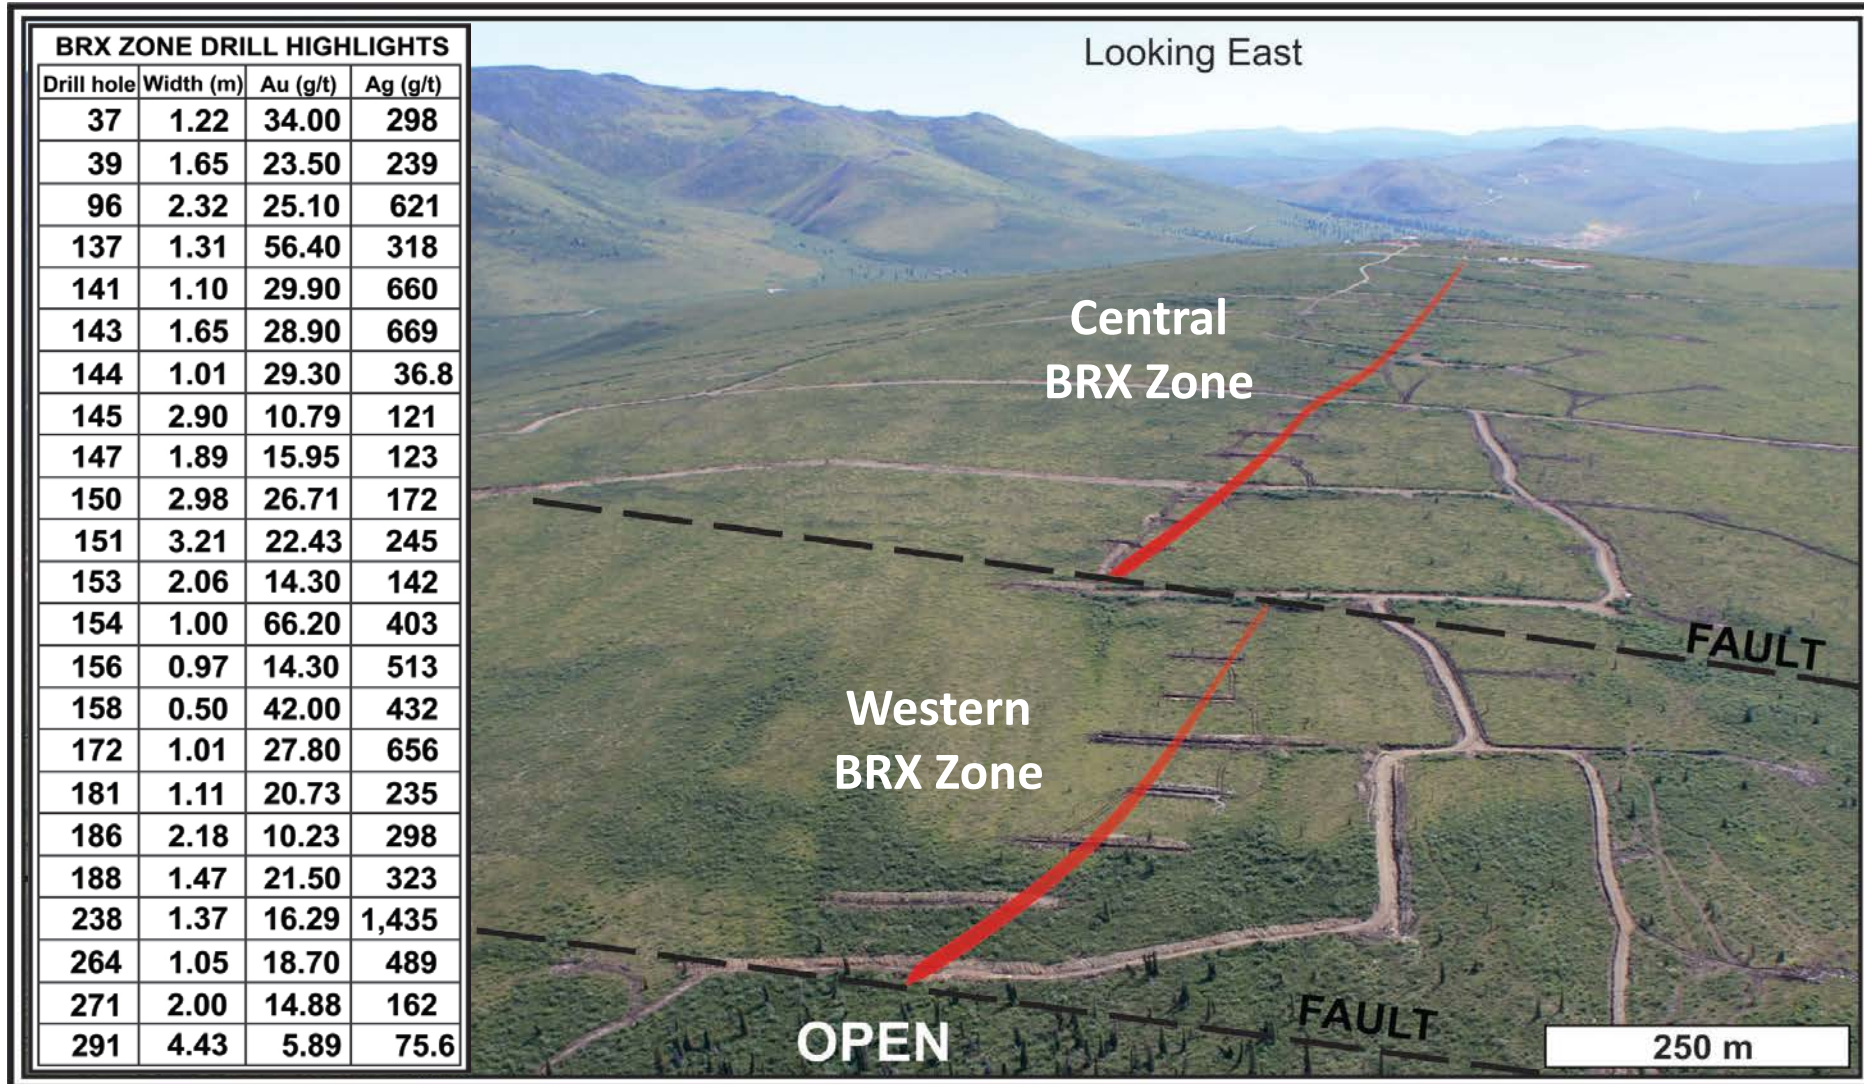 BRX ZONE DRILL HIGHLIGHTS
Drill hole Width (m) Au (g/t) Ag (g/t)
37 1.22 34.00 298
39 1.65 23.50 239
96 2.32 25.10 621
137 1.31 56.40 318
141 1.10 29.90 660
143 1.65 28.90 669
144 1.01 29.30 36.8
145 2.90 10.79 121
147 1.89 15.95 123
150 2.98 26.71 172
151 3.21 22.43 245
153 2.06 14.30 142
154 1.00 66.20 403
156 0.97 14.30 513
158 0.50 42.00 432
172 1.01 27.80 656
181 1.11 20.73 235
186 2.18 10.23 298
188 1.47 21.50 323
238 1.37 16.29 1,435
264 1.05 18.70 489
271 2.00 14.88 162
291 4.43 5.89 75.6
Looking East
Central
BRX Zone
FAULT
Western
BRX Zone
FAULT
OPEN
250 m